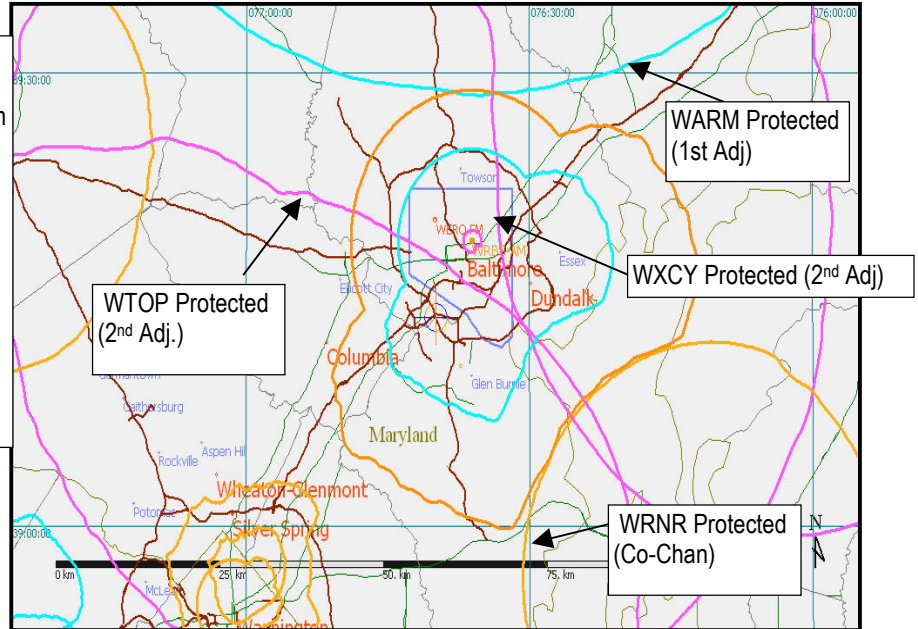 077:00:00
076:30:00
076:00:00
39:30:00
m
WARM Protected
(1st Adj)
Towson
WERQ-FM
Essex
Baltimore
WXCY Protected (2nd Adj)
Ellicott City
Dundalk
WTOP Protected
(2nd Adj.)
Columbia
Glen Burnie
Germantown
Gaithersburg
Maryland
Aspen Hill
Rockville
Wheaton-Glenmont
Potomac
WRNR Protected
(Co-Chan)
N
Silver Spring
39:00:00
0 km
25. km
50. km
75. km
McLean
Washington